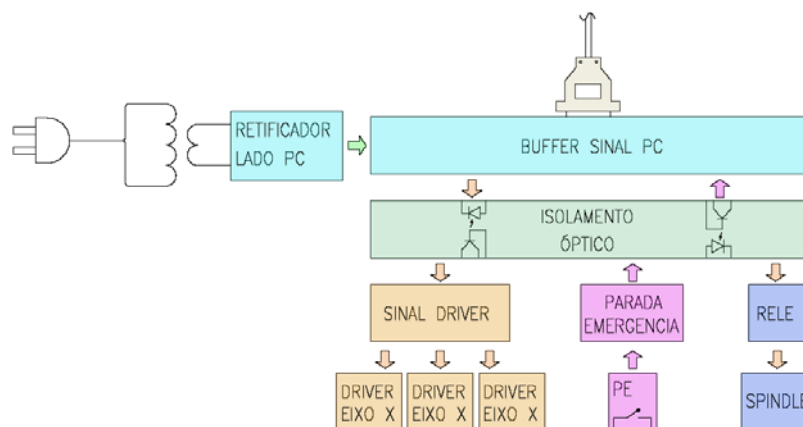 RETIFICADOR
LADO PC
BUFFER SINAL PC
ISOLAMENTO
ÓPTICO
SINAL DRIVER
PARADA
EMERGENCIA
RELE
DRIVER
EIXO X
DRIVER
EIXO X
DRIVER
EIXO X
PE
SPINDLE